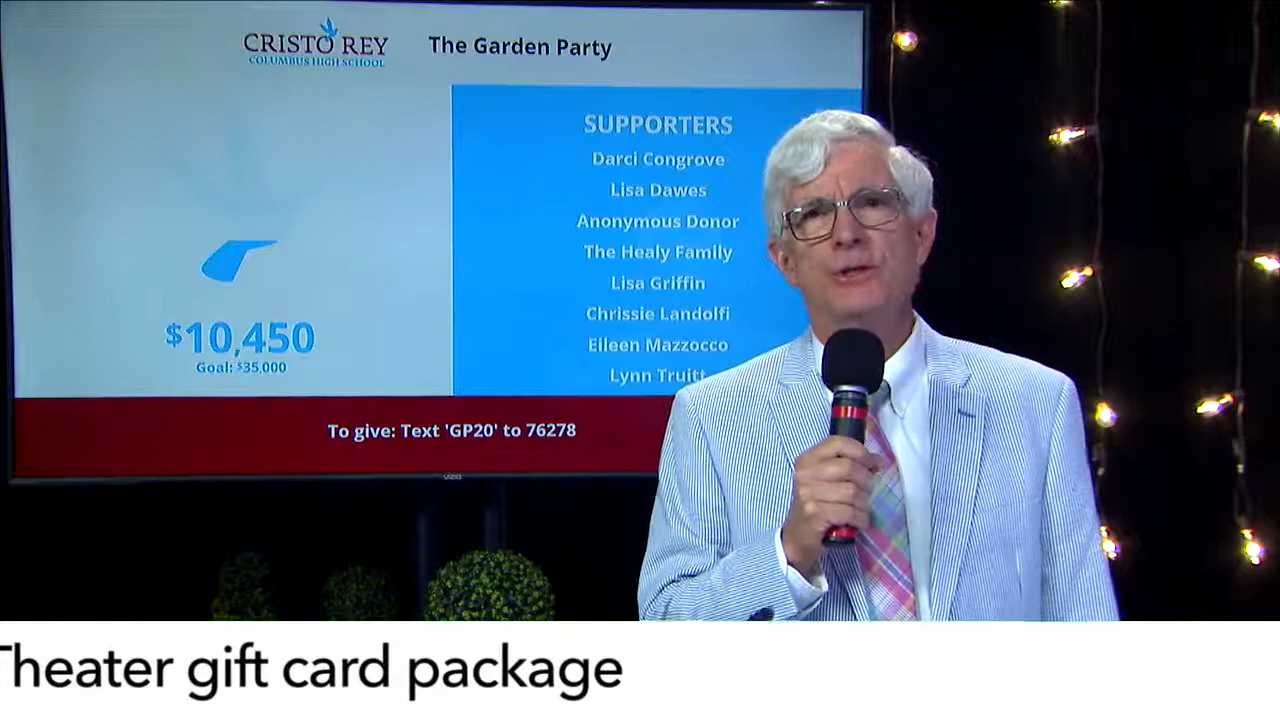 CRISTO REY
COLUMBUS HIGH SCHOOL
The Garden Party
SUPPORTERS
Darci Congrove
Lisa Dawes
Anonymous Donor
The Healy Family
Lisa Griffin
Chrissie Landolfi
Eileen Mazzocco
Lynn Truitt
$10,450
Goal: $35,000
To give: Text 'GP20' to 76278
VIZIO
Theater gift card package